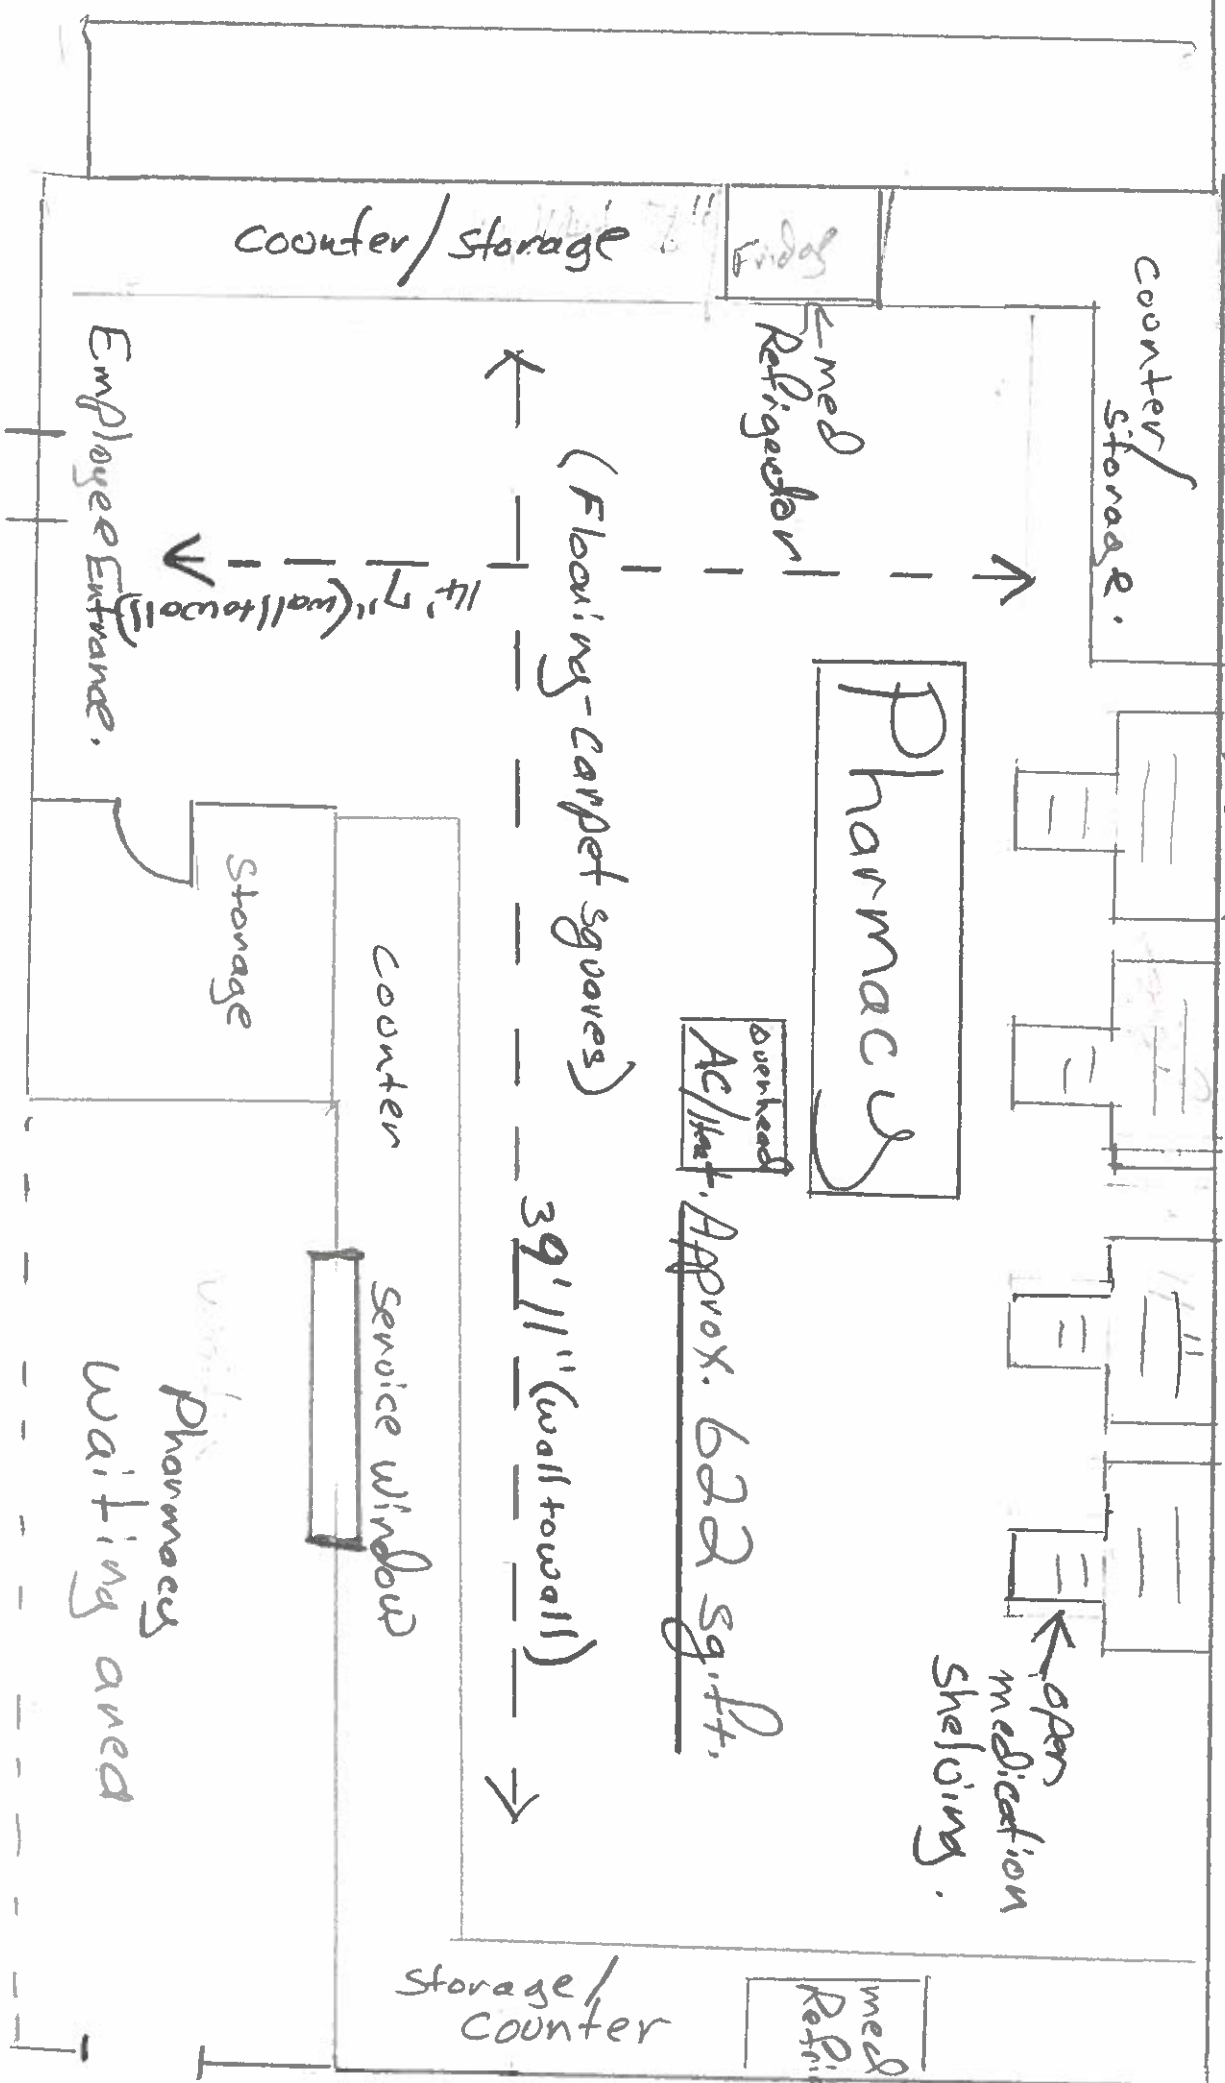 Counter/Storage
Fridge
Counter/
Storage.
← med
Refrigerator
Employee Entrance.
14' 7" (wall to wall)
(Flooring-Carpet squares)
Pharmacy
Storage
Counter
Overhead
AC/Heat.
Approx. 622 sq. ft.
39' 11" (wall to wall)
Service Window
Pharmacy
Waiting area
open
medication
Shelving.
Storage/
Counter
med
Refri